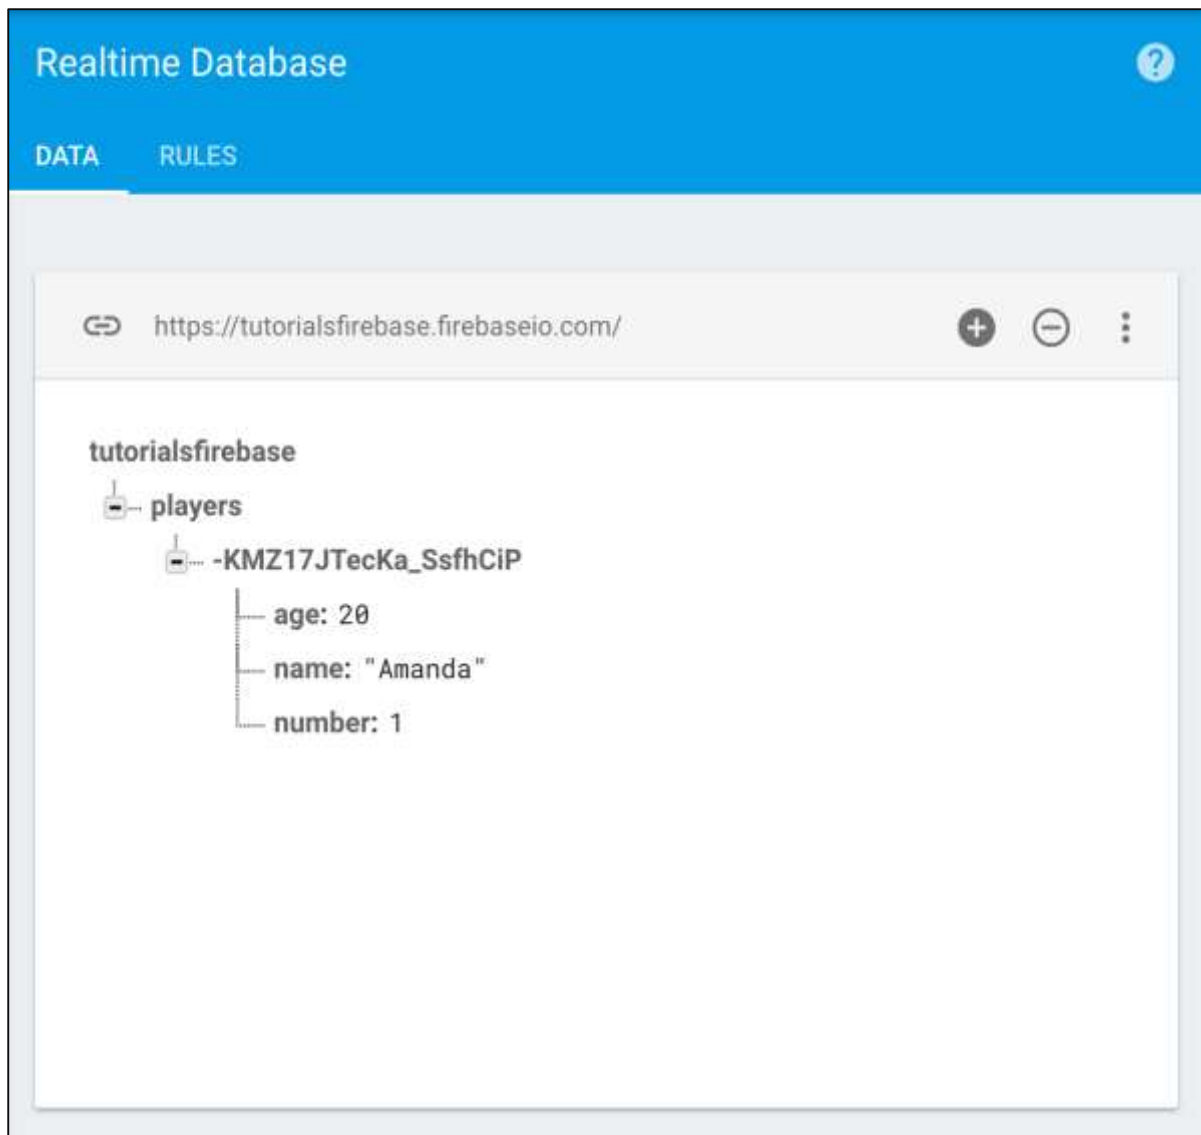 Realtime Database
?
DATA RULES
https://tutorialsfirebase.firebaseio.com/
tutorialsfirebase
players
-KMZ17JTecKa_SsfhCiP
age: 20
name: "Amanda"
number: 1